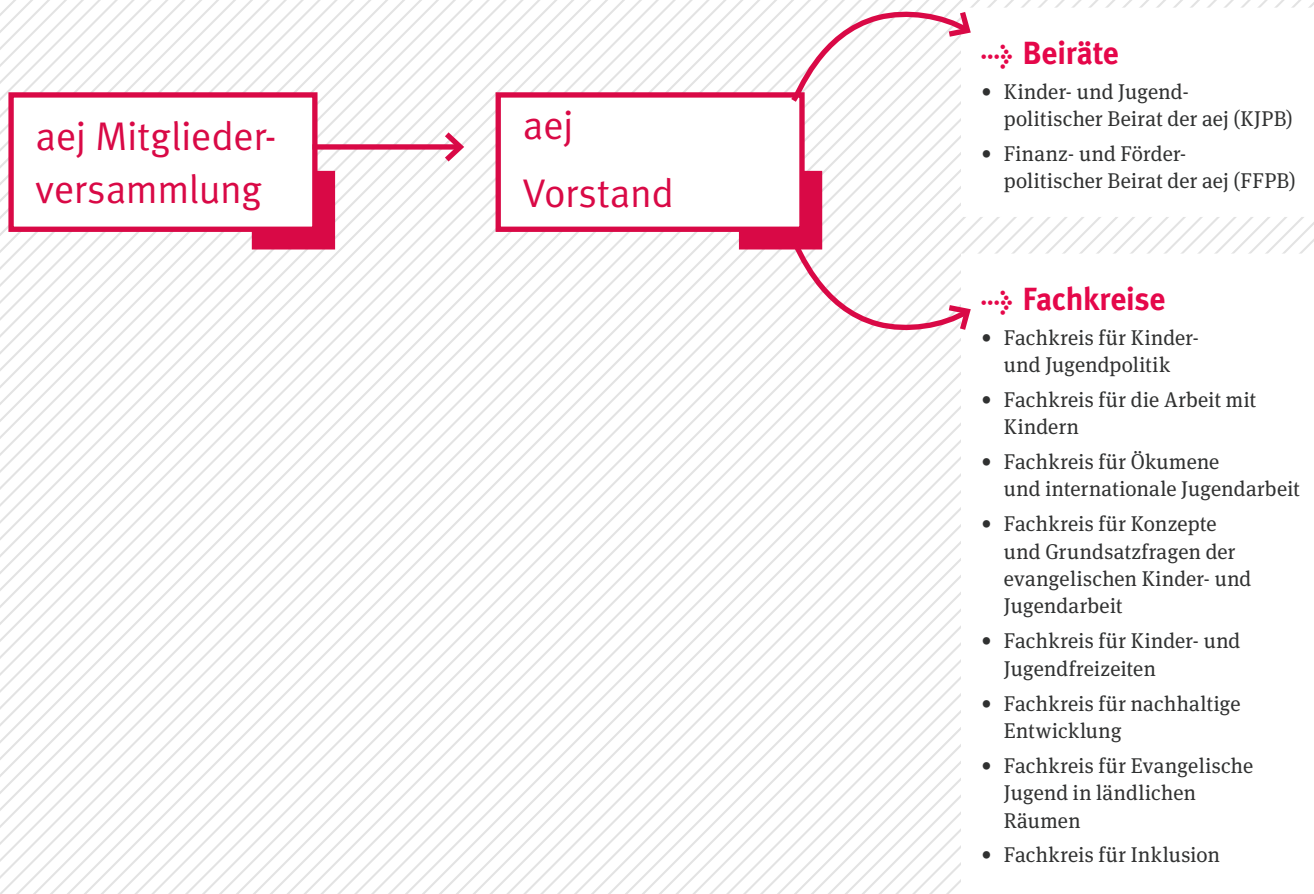 aej Mitglieder-
versammlung
aej
Vorstand
Beiräte
• Kinder- und Jugend-
politischer Beirat der aej (KJPB)
• Finanz- und Förder-
politischer Beirat der aej (FFPB)
Fachkreise
• Fachkreis für Kinder-
und Jugendpolitik
• Fachkreis für die Arbeit mit
Kindern
• Fachkreis für Ökumene
und internationale Jugendarbeit
• Fachkreis für Konzepte
und Grundsatzfragen der
evangelischen Kinder- und
Jugendarbeit
• Fachkreis für Kinder- und
Jugendfreizeiten
• Fachkreis für nachhaltige
Entwicklung
• Fachkreis für Evangelische
Jugend in ländlichen
Räumen
• Fachkreis für Inklusion